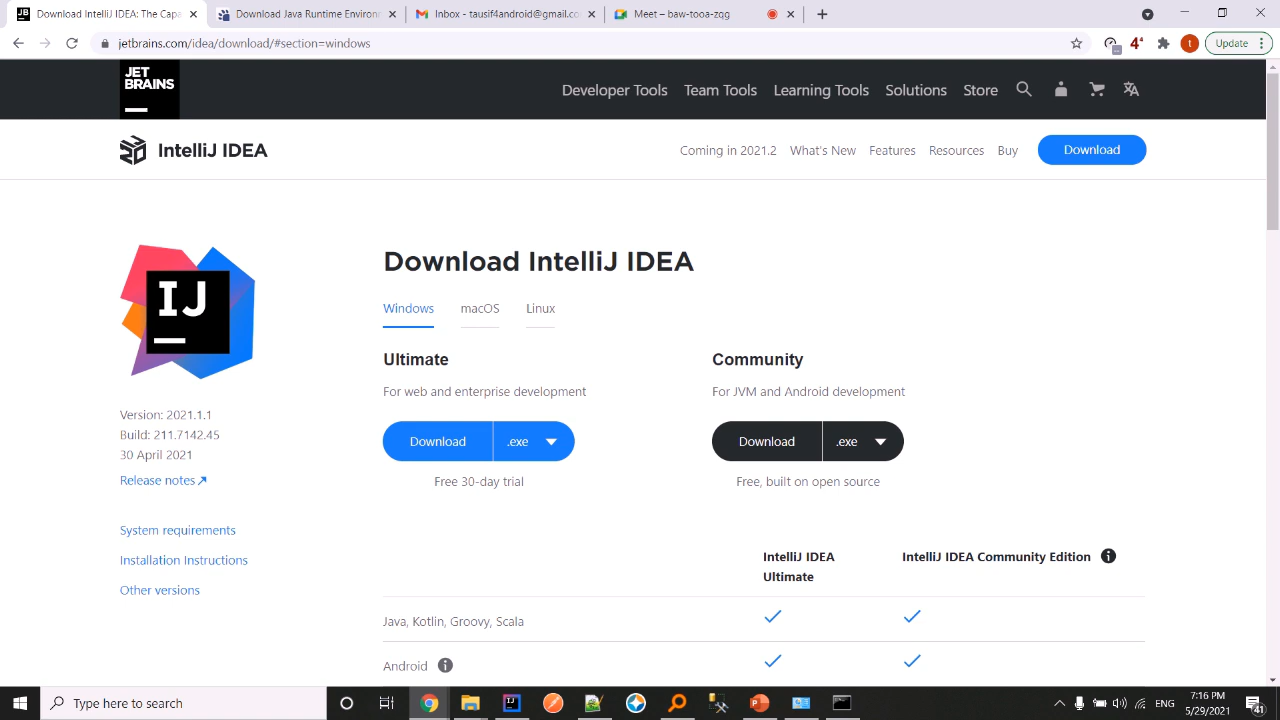 JB IntelliJ IDEA: The Capa
Download Java Runtime Environ
Inbox - tausif4android@gmail.co
Meet – baw-tooa-zeg
jetbrains.com/idea/download/#section=windows
4⁴
t
Update
JET
BRAINS
Developer Tools
Team Tools
Learning Tools
Solutions
Store
IntelliJ IDEA
Coming in 2021.2
What's New
Features
Resources
Buy
Download
IJ
Download IntelliJ IDEA
Windows
macOS
Linux
Ultimate
Community
For web and enterprise development
For JVM and Android development
Download
.exe
Download
.exe
Free 30-day trial
Free, built on open source
Version: 2021.1.1
Build: 211.7142.45
30 April 2021
Release notes↗
System requirements
Installation Instructions
Other versions
IntelliJ IDEA
Ultimate
IntelliJ IDEA Community Edition
Java, Kotlin, Groovy, Scala
Android
Type here to search
ENG
7:16 PM
5/29/2021
41